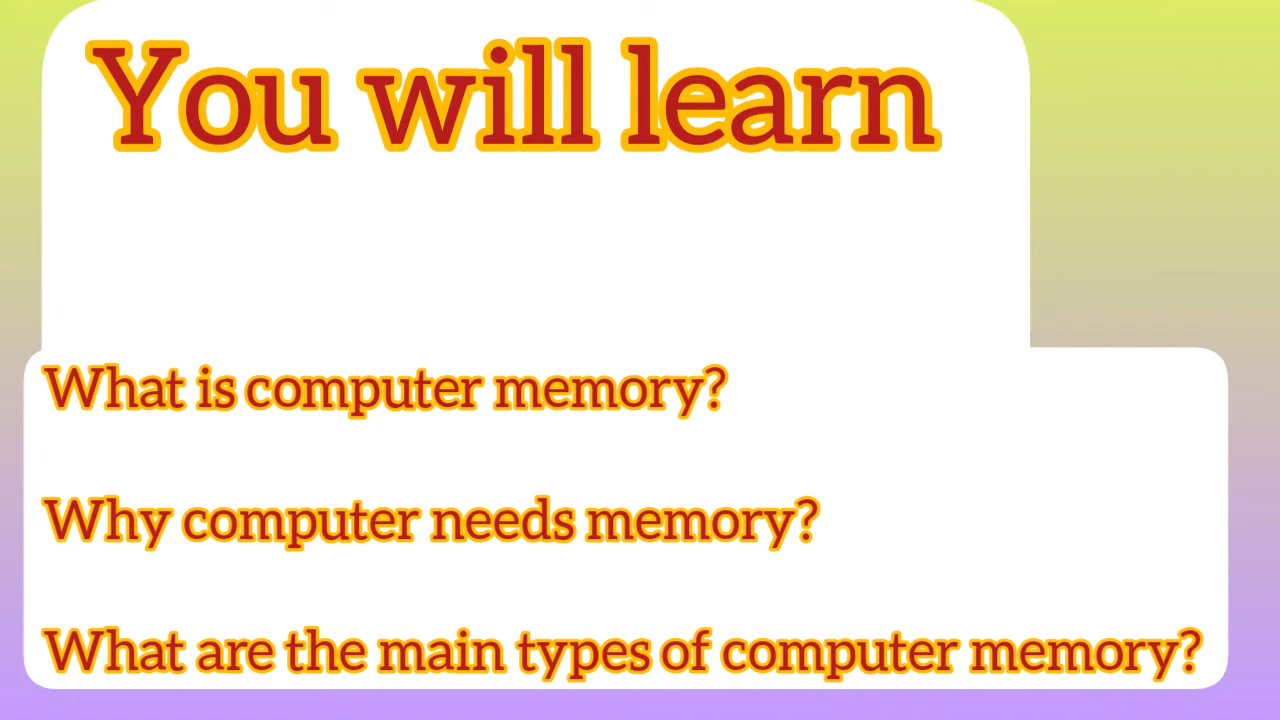 You will learn
What is computer memory?
Why computer needs memory?
What are the main types of computer memory?